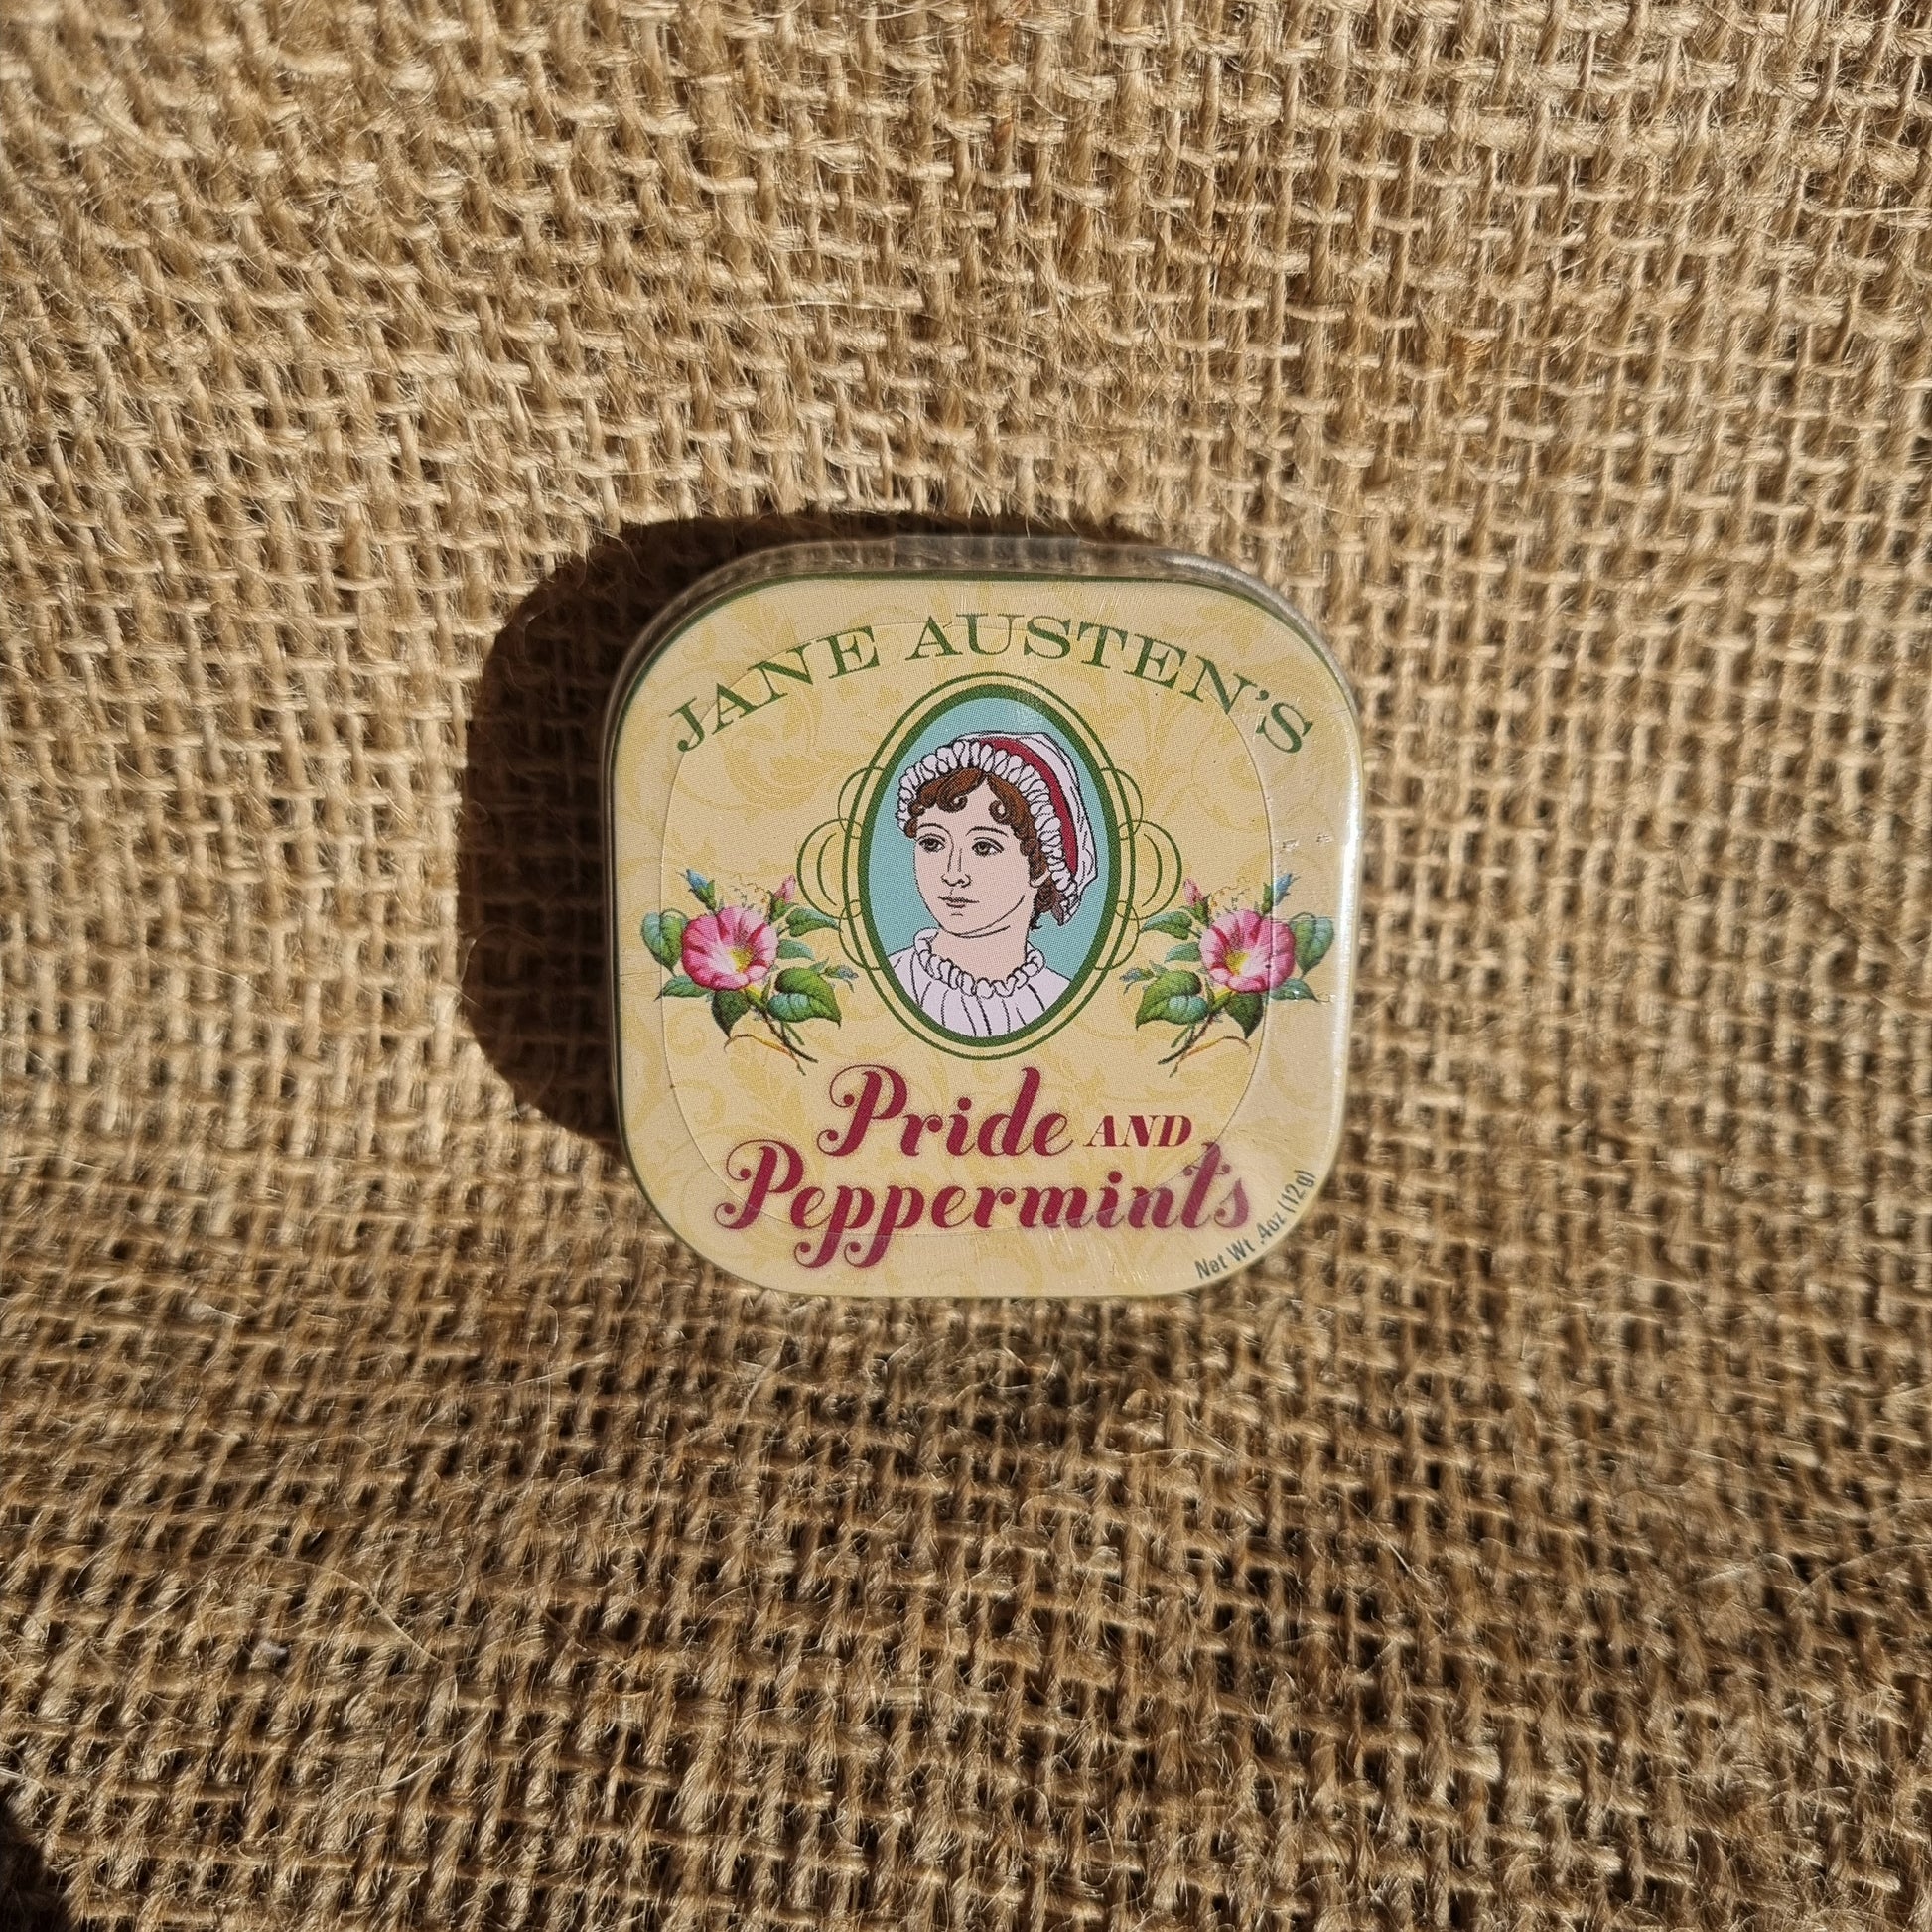 JANE AUSTEN'S
Pride AND
Peppermints
Net Wt .4oz (12g)